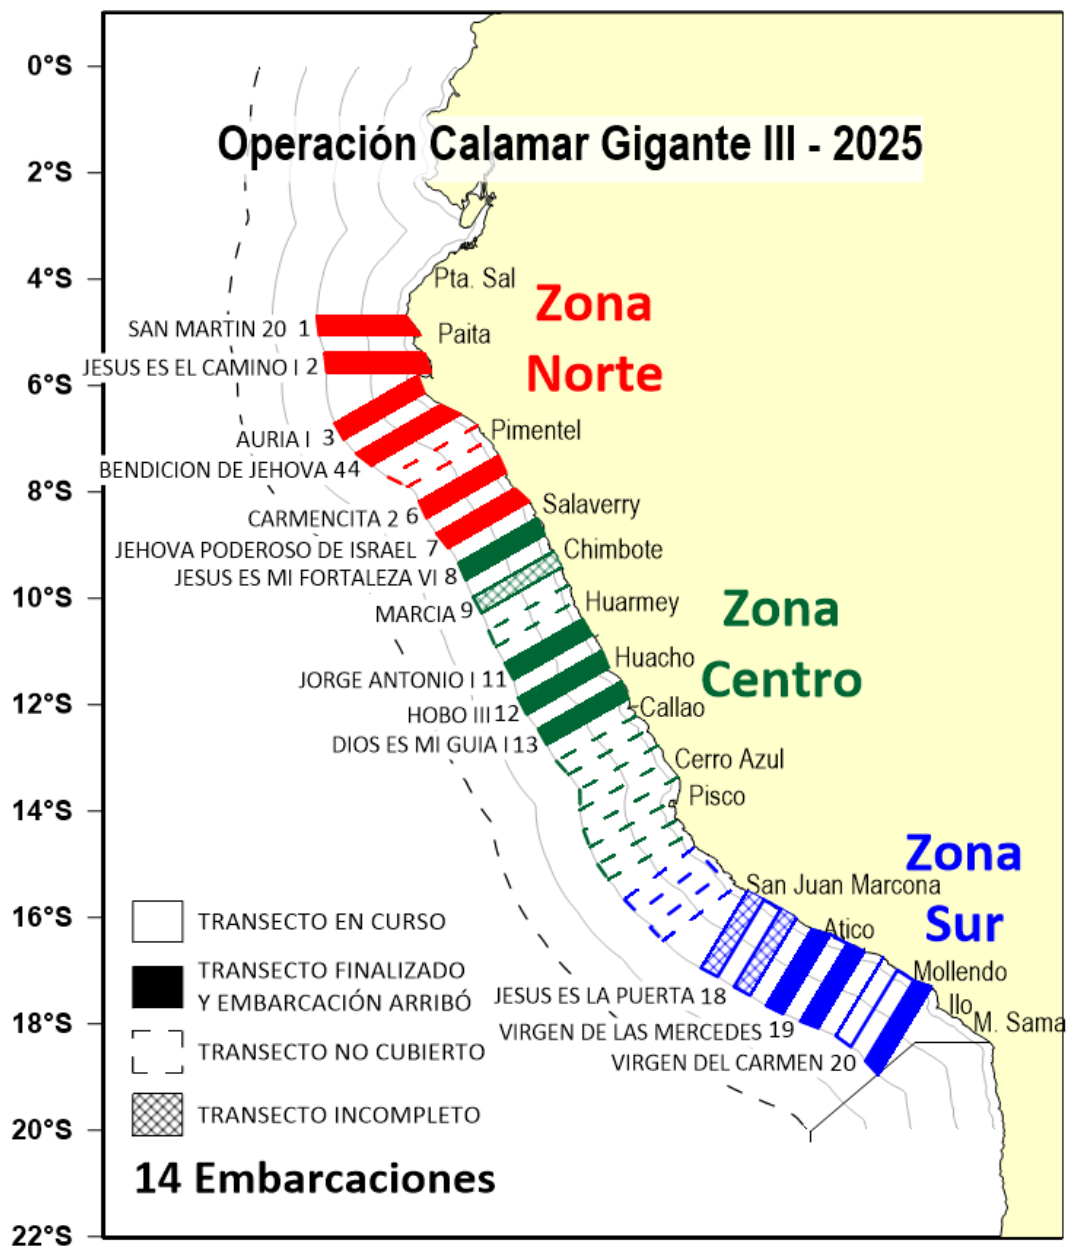 Operación Calamar Gigante III - 2025
0°S
2°S
4°S
6°S
8°S
10°S
12°S
14°S
16°S
18°S
20°S
22°S
Pta. Sal
Paita
Pimentel
Salaverry
Chimbote
Huarmey
Huacho
Callao
Cerro Azul
Pisco
San Juan Marcona
Atico
Mollendo
Ilo
M. Sama
Zona
Norte
Zona
Centro
Zona
Sur
SAN MARTIN 20 1
JESUS ES EL CAMINO I 2
AURIA I 3
BENDICION DE JEHOVA 4 4
CARMENCITA 2 6
JEHOVA PODEROSO DE ISRAEL 7
JESUS ES MI FORTALEZA VI 8
MARCIA 9
JORGE ANTONIO I 11
HOBO III 12
DIOS ES MI GUIA I 13
JESUS ES LA PUERTA 18
VIRGEN DE LAS MERCEDES 19
VIRGEN DEL CARMEN 20
TRANSECTO EN CURSO
TRANSECTO FINALIZADO
Y EMBARCACIÓN ARRIBÓ
TRANSECTO NO CUBIERTO
TRANSECTO INCOMPLETO
14 Embarcaciones